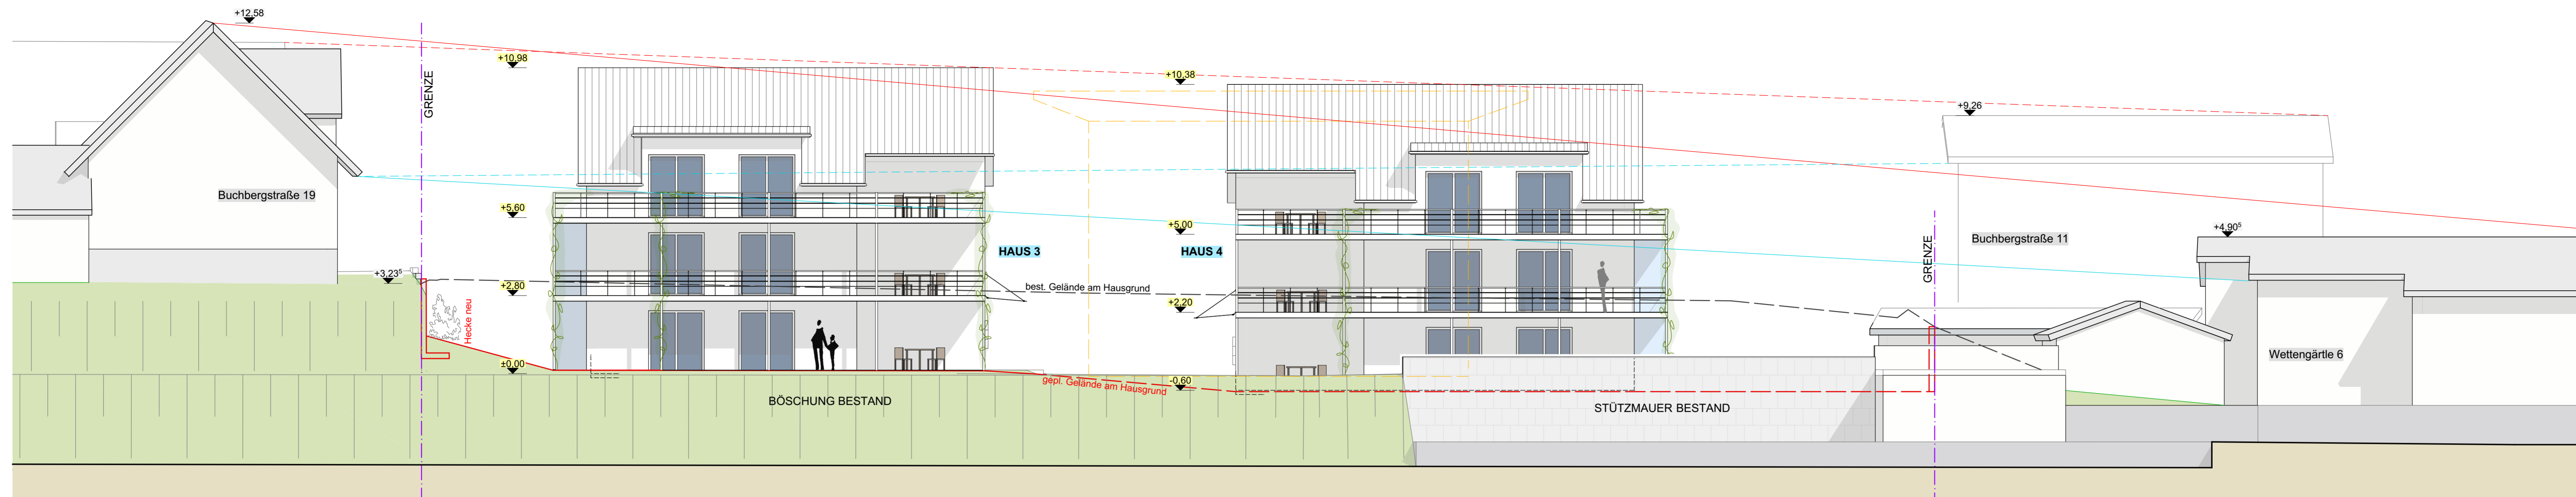 +12,58
GRENZE
+10,98
+10,38
+9,26
Buchbergstraße 19
+5,60
+5,00
+4,90⁵
HAUS 3
HAUS 4
Buchbergstraße 11
GRENZE
+3,23⁵
+2,80
best. Gelände am Hausgrund
+2,20
Hecke neu
±0,00
gepl. Gelände am Hausgrund
-0,60
Wettengärtle 6
BÖSCHUNG BESTAND
STÜTZMAUER BESTAND